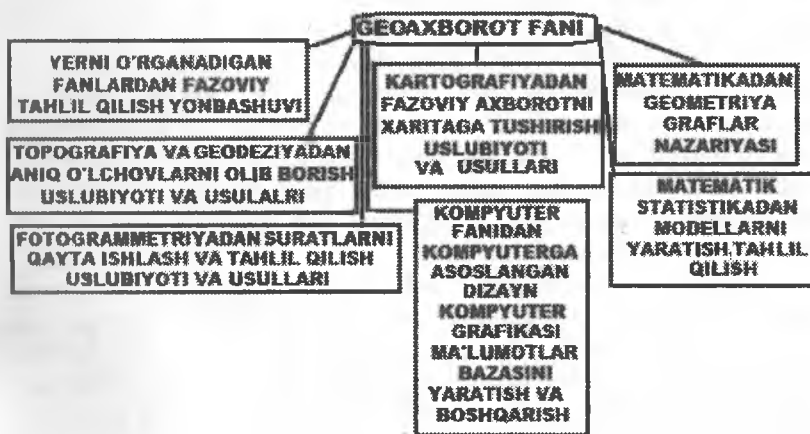 GEOAXBOROT FANI
YERNI O'RGANADIGAN
FANLARDAN FAZOVIY
TAHLIL QILISH YONBASHUVI
KARTOGRAFIYADAN
FAZOVIY AXBOROTNI
XARITAGA TUSHIRISH
USLUBIYOTI
VA USULLARI
MATEMATIKADAN
GEOMETRIYA
GRAFLAR
NAZARIYASI
TOPOGRAFIYA VA GEODEZIYADAN
ANIQ O'LCHOVLARNI OLIB BORISH
USLUBIYOTI VA USULALRI
MATEMATIK
STATISTIKADAN
MODELLARNI
YARATISH,TAHLIL
QILISH
FOTOGRAMMETRIYADAN SURATLARNI
QAYTA ISHLASH VA TAHLIL QILISH
USLUBIYOTI VA USULLARI
KOMPYUTER
FANIDAN
KOMPYUTERGA
ASOSLANGAN
DIZAYN
KOMPYUTER
GRAFIKASI
MA'LUMOTLAR
BAZASINI
YARATISH VA
BOSHQARISH